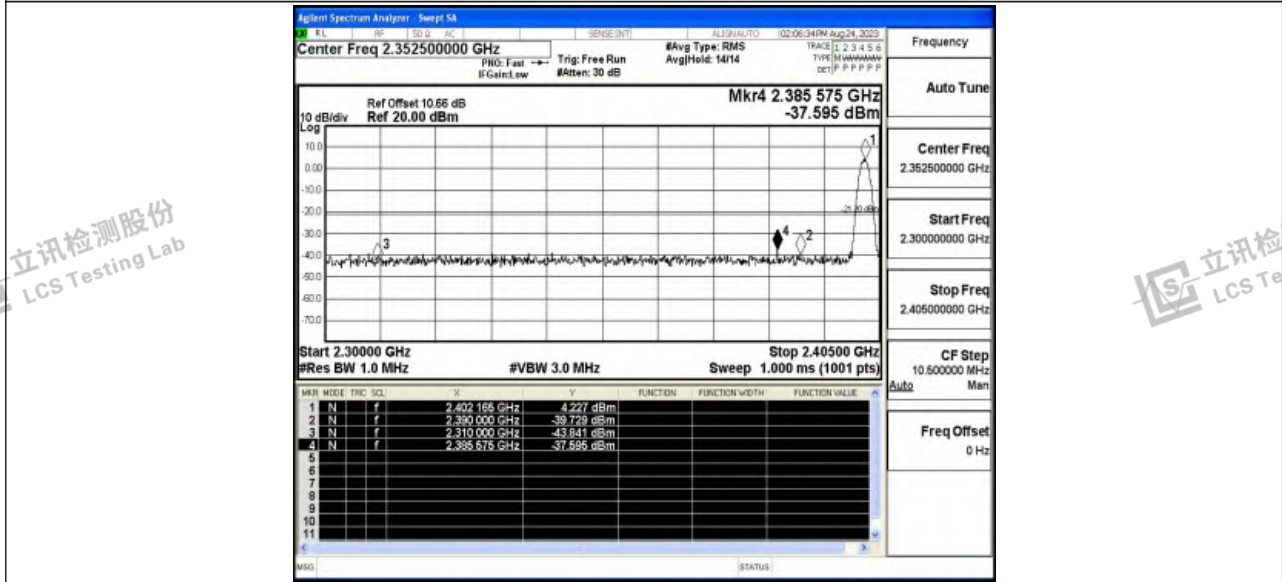 Agilent Spectrum Analyzer - Swept SA
RL RF 50 Ω AC SENSE:INT ALIGNAUTO 02:06:34 PM Aug 24, 2023
Center Freq 2.352500000 GHz
PNO: Fast
IFGain:Low
Trig: Free Run
#Atten: 30 dB
#Avg Type: RMS
Avg|Hold: 14/14
TRACE 1 2 3 4 5 6
TYPE M
DET P P P P P P
Frequency
Auto Tune
Mkr4 2.385 575 GHz
-37.595 dBm
Ref Offset 10.66 dB
Ref 20.00 dBm
10 dB/div
Log
10.0
0.00
-10.0
-20.0
-30.0
-40.0
-50.0
-60.0
-70.0
1
3
4
2
Center Freq
2.352500000 GHz
Start Freq
2.300000000 GHz
Stop Freq
2.405000000 GHz
CF Step
10.500000 MHz
Auto Man
Freq Offset
0 Hz
Start 2.30000 GHz Stop 2.40500 GHz
#Res BW 1.0 MHz #VBW 3.0 MHz Sweep 1.000 ms (1001 pts)
MKR MODE TRC SCL X Y FUNCTION FUNCTION WIDTH FUNCTION VALUE
1 N f 2.402 165 GHz 4.227 dBm
2 N f 2.390 000 GHz -39.729 dBm
3 N f 2.310 000 GHz -43.841 dBm
4 N f 2.385 575 GHz -37.595 dBm
5
6
7
8
9
10
11
MSG STATUS
立讯检测股份
LCS Testing Lab
立讯检
LCS Te